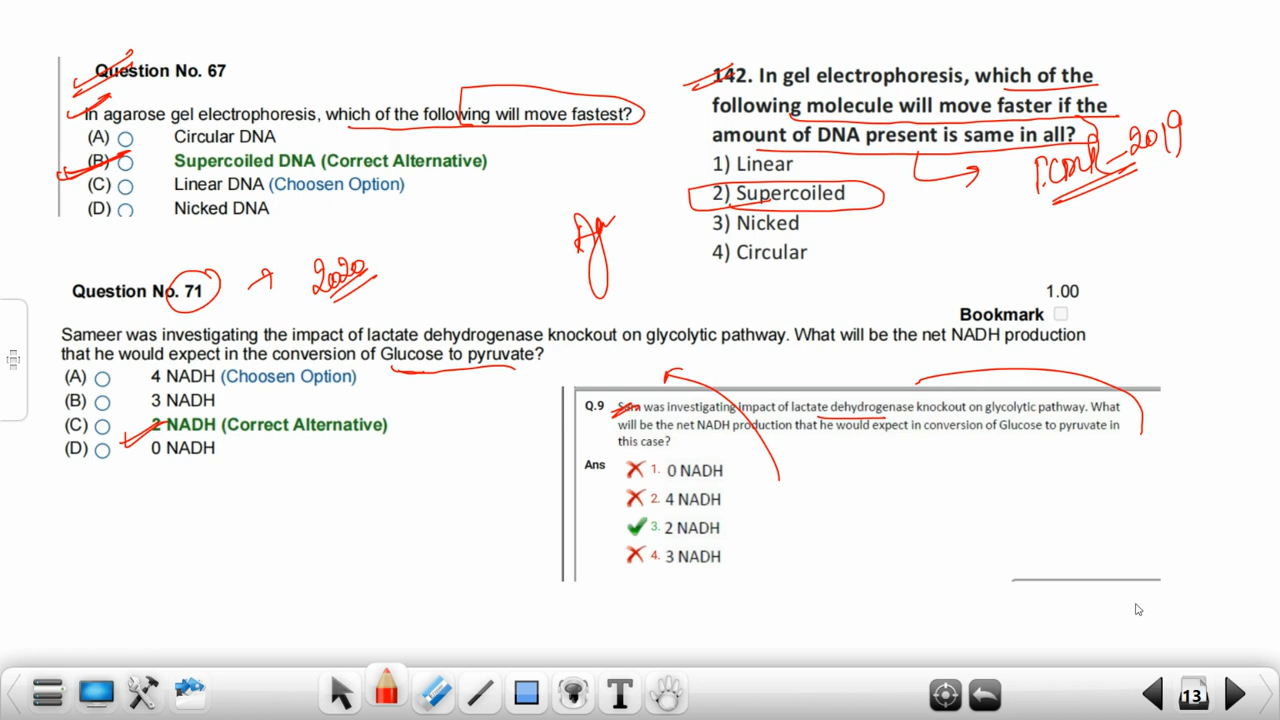 Question No. 67
In agarose gel electrophoresis, which of the following will move fastest?
(A) Circular DNA
(B) Supercoiled DNA (Correct Alternative)
(C) Linear DNA (Choosen Option)
(D) Nicked DNA
142. In gel electrophoresis, which of the
following molecule will move faster if the
amount of DNA present is same in all?
1) Linear
2) Supercoiled
3) Nicked
4) Circular
2019
Question No. 71
2020
1.00
Bookmark
Sameer was investigating the impact of lactate dehydrogenase knockout on glycolytic pathway. What will be the net NADH production
that he would expect in the conversion of Glucose to pyruvate?
(A) 4 NADH (Choosen Option)
(B) 3 NADH
(C) 2 NADH (Correct Alternative)
(D) 0 NADH
Q.9 Sam was investigating impact of lactate dehydrogenase knockout on glycolytic pathway. What
will be the net NADH production that he would expect in conversion of Glucose to pyruvate in
this case?
Ans
1. 0 NADH
2. 4 NADH
3. 2 NADH
4. 3 NADH
T
13